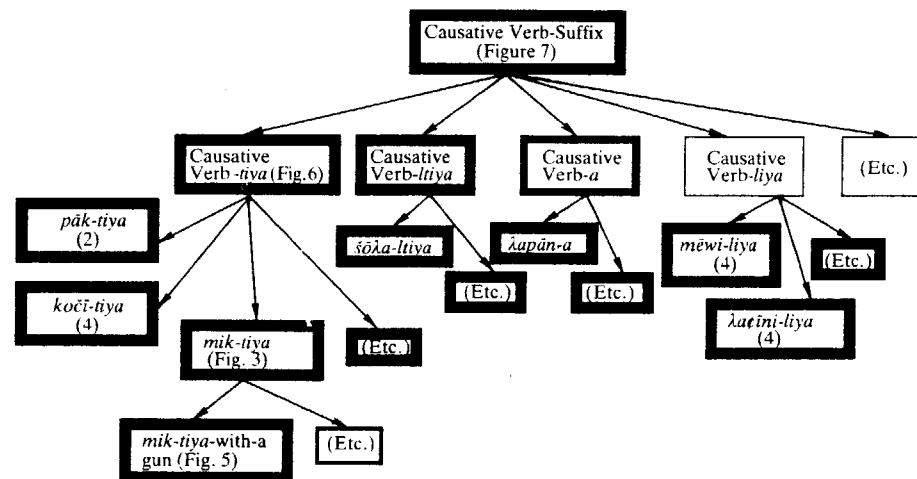 Causative Verb-Suffix
(Figure 7)
Causative
Verb-tiya (Fig.6)
Causative
Verb-ltiya
Causative
Verb-a
Causative
Verb-liya
(Etc.)
pāk-tiya
(2)
šōλa-ltiya
λapān-a
mēwi-liya
(4)
(Etc.)
kočī-tiya
(4)
(Etc.)
(Etc.)
mik-tiya
(Fig. 3)
(Etc.)
λaȼīni-liya
(4)
mik-tiya-with-a
gun (Fig. 5)
(Etc.)